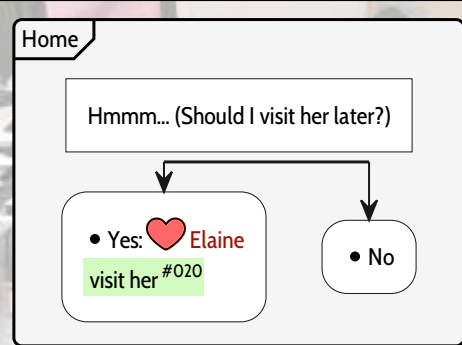 Home
Hmmm... (Should I visit her later?)
• Yes: Elaine
visit her #020
• No